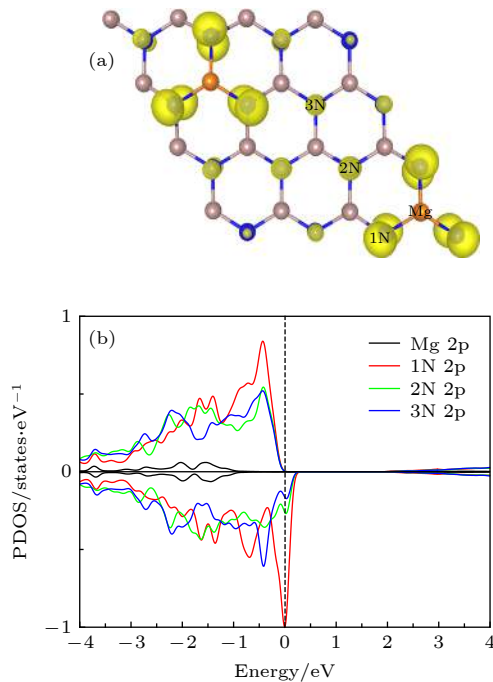 (a)
3N
2N
Mg
1N
(b)
Mg 2p
1N 2p
2N 2p
3N 2p
1
0
−1
PDOS/states·eV⁻¹
−4 −3 −2 −1 0 1 2 3 4
Energy/eV